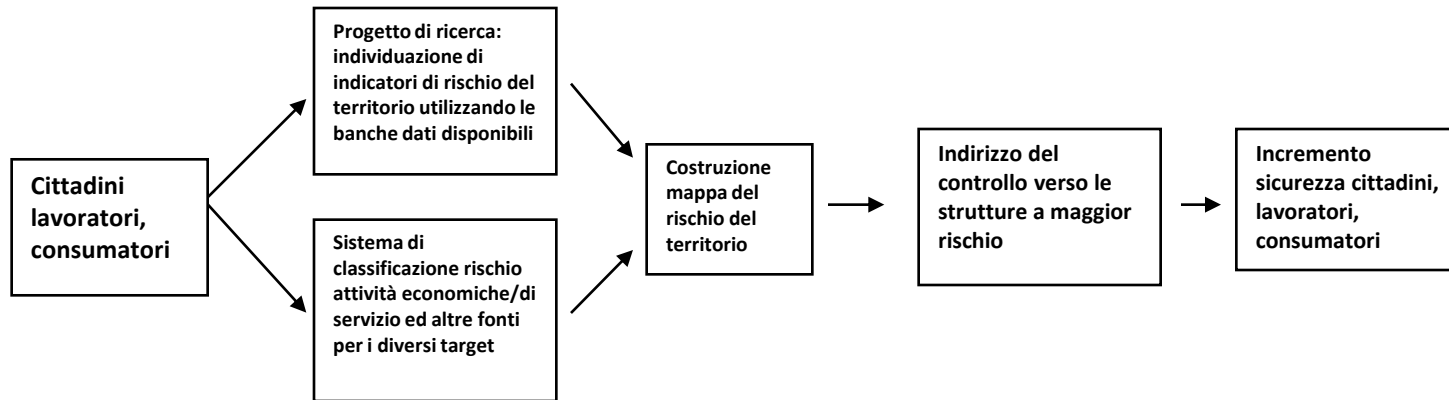 Cittadini
lavoratori,
consumatori
Progetto di ricerca:
individuazione di
indicatori di rischio del
territorio utilizzando le
banche dati disponibili
Sistema di
classificazione rischio
attività economiche/di
servizio ed altre fonti
per i diversi target
Costruzione
mappa del
rischio del
territorio
Indirizzo del
controllo verso le
strutture a maggior
rischio
Incremento
sicurezza cittadini,
lavoratori,
consumatori